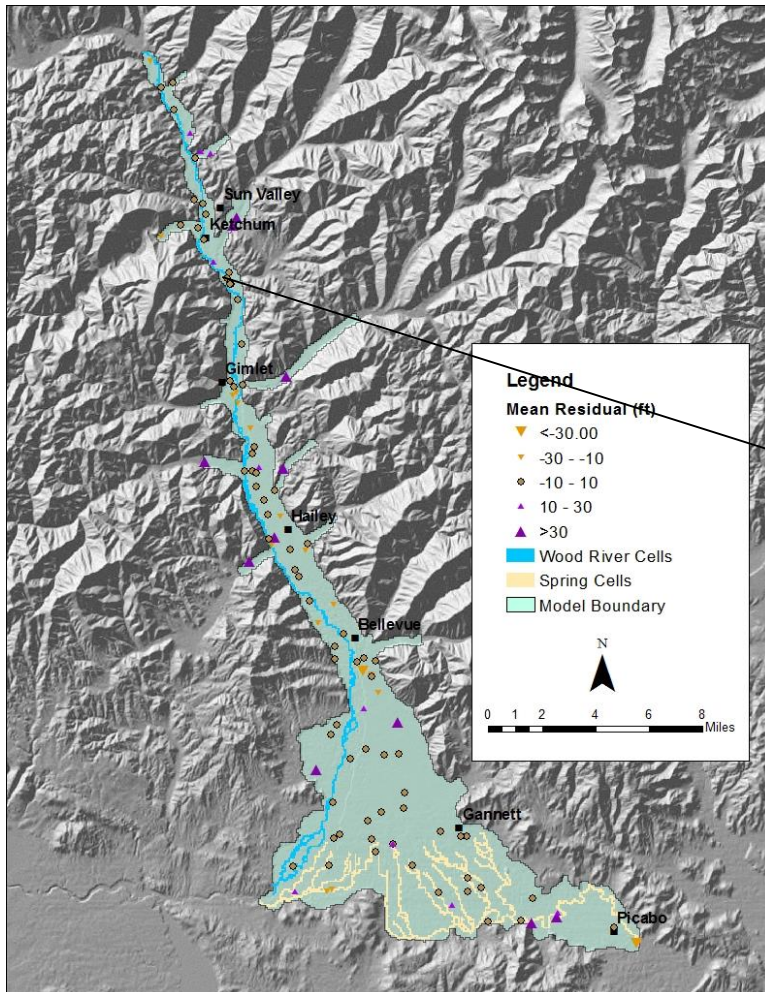 Sun Valley
Ketchum
Gimlet
Hailey
Bellevue
Gannett
Picabo
Legend
Mean Residual (ft)
<-30.00
-30 - -10
-10 - 10
10 - 30
>30
Wood River Cells
Spring Cells
Model Boundary
N
0 2 4 6 8
Miles